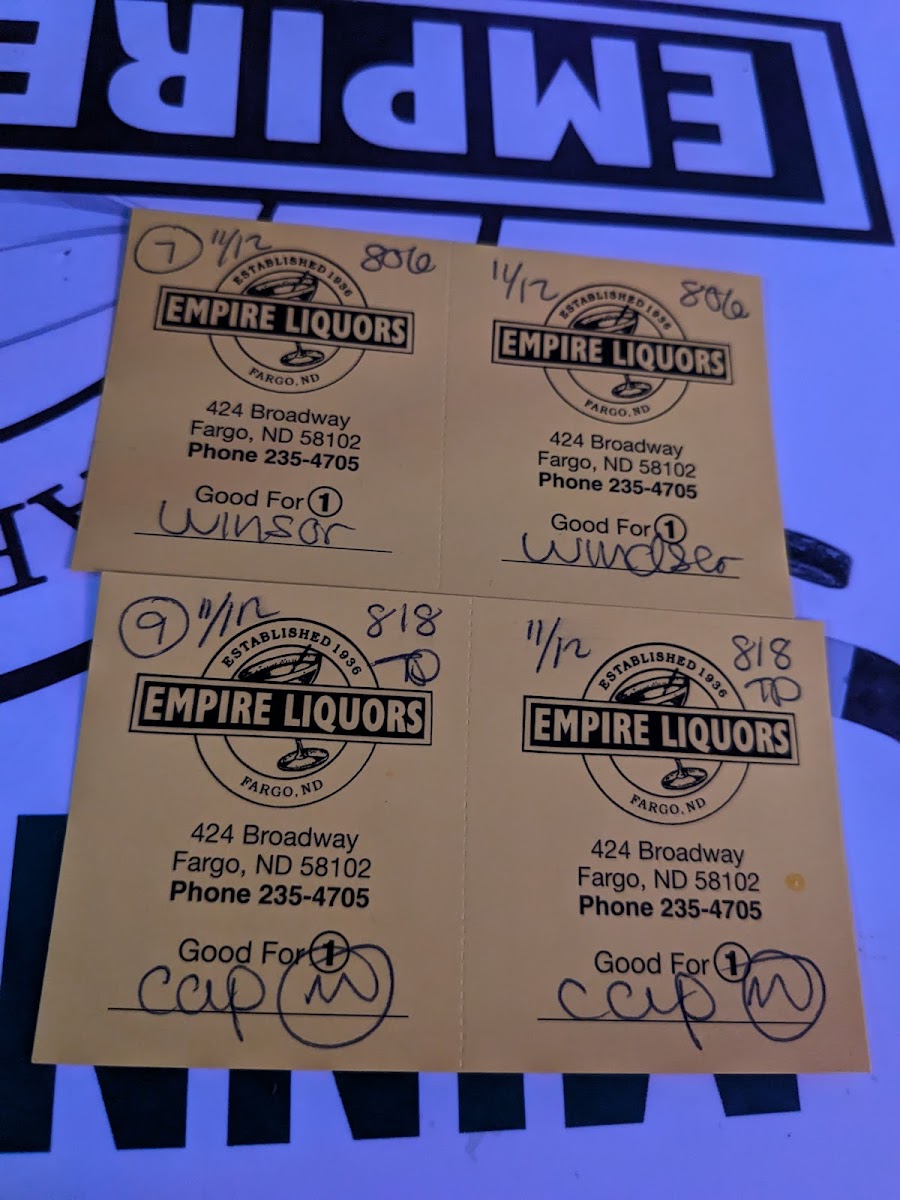 EMPIRE
7 11/12 806
ESTABLISHED 1936
EMPIRE LIQUORS
FARGO, ND
424 Broadway
Fargo, ND 58102
Phone 235-4705
Good For 1
Winsor
11/12 806
ESTABLISHED 1936
EMPIRE LIQUORS
FARGO, ND
424 Broadway
Fargo, ND 58102
Phone 235-4705
Good For 1
Windsor
9 11/12 818
TP
ESTABLISHED 1936
EMPIRE LIQUORS
FARGO, ND
424 Broadway
Fargo, ND 58102
Phone 235-4705
Good For 1
cap M
11/12 818
TP
ESTABLISHED 1936
EMPIRE LIQUORS
FARGO, ND
424 Broadway
Fargo, ND 58102
Phone 235-4705
Good For 1
cap M